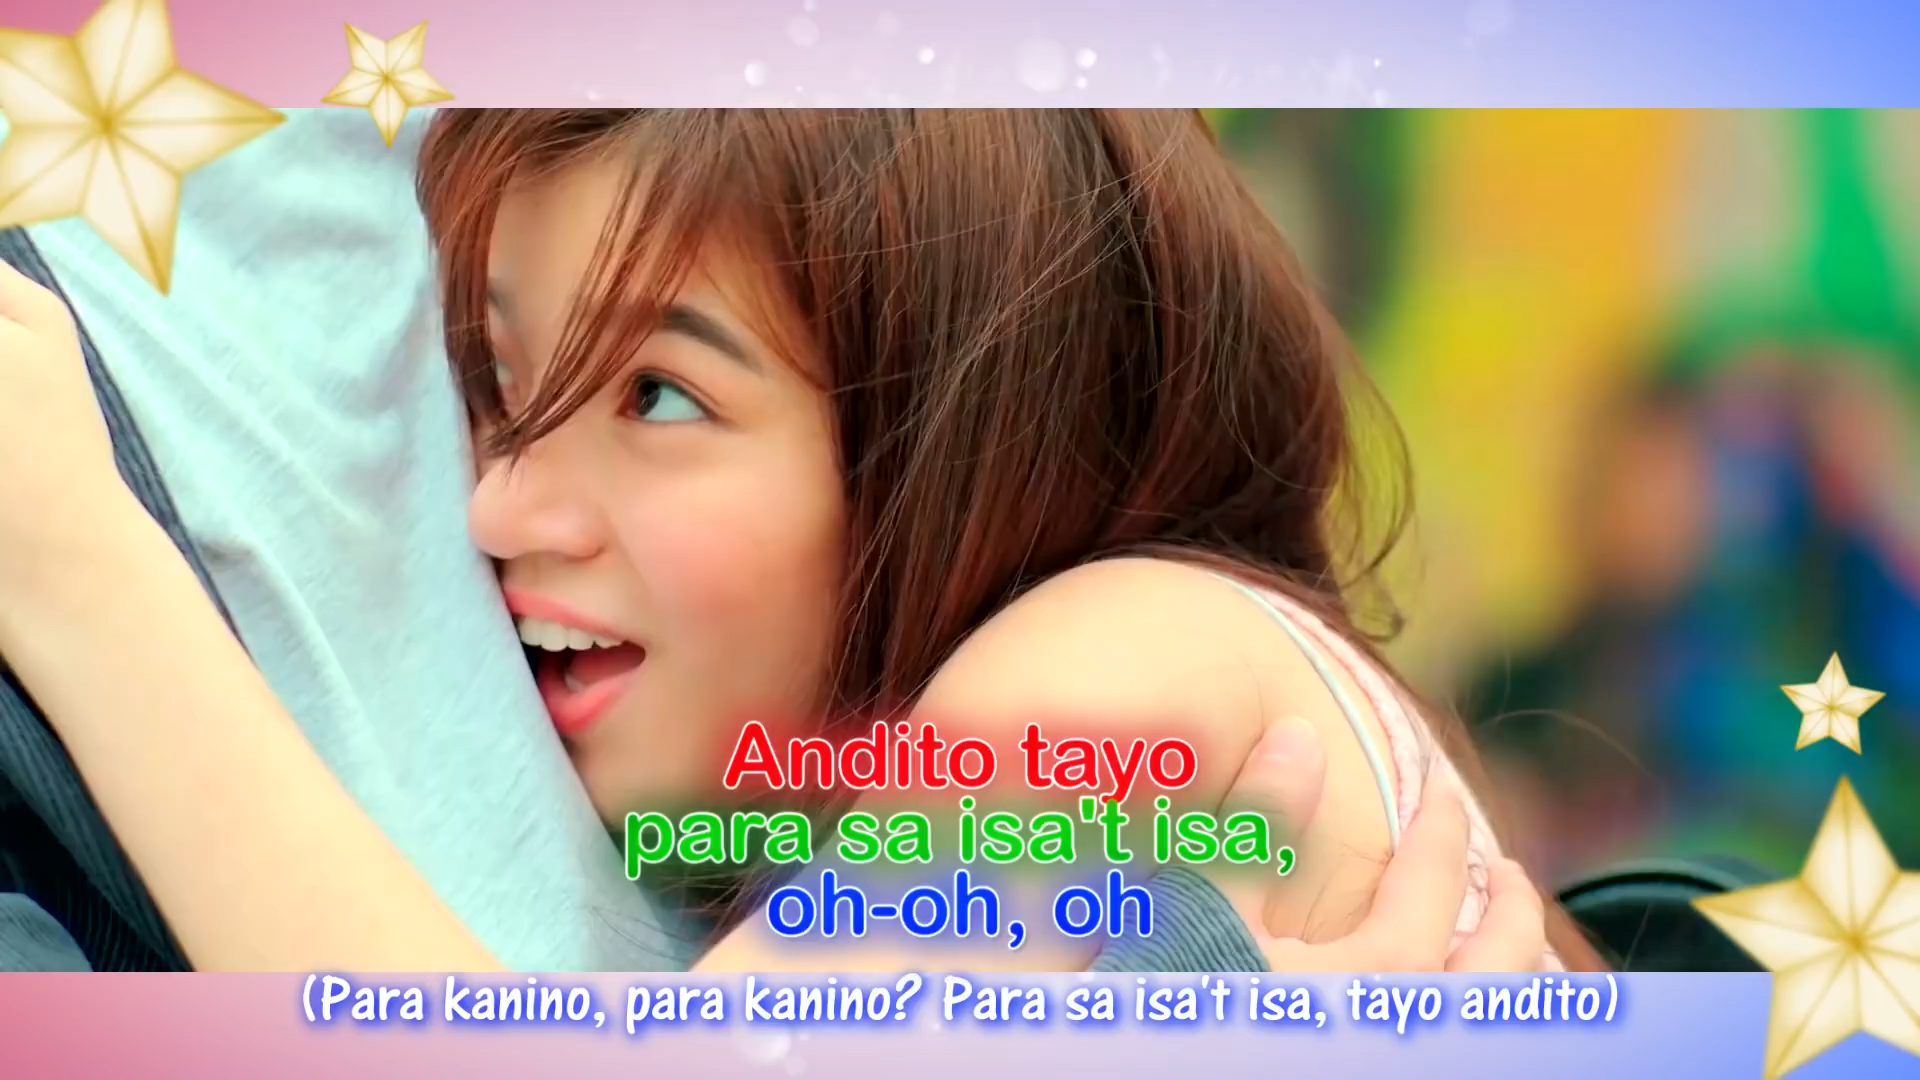 Andito tayo
para sa isa't isa,
oh-oh, oh
(Para kanino, para kanino? Para sa isa't isa, tayo andito)